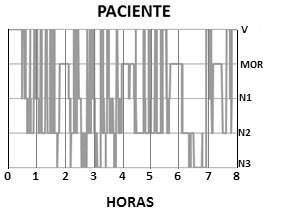 PACIENTE
V
MOR
N1
N2
N3
0 1 2 3 4 5 6 7 8
HORAS